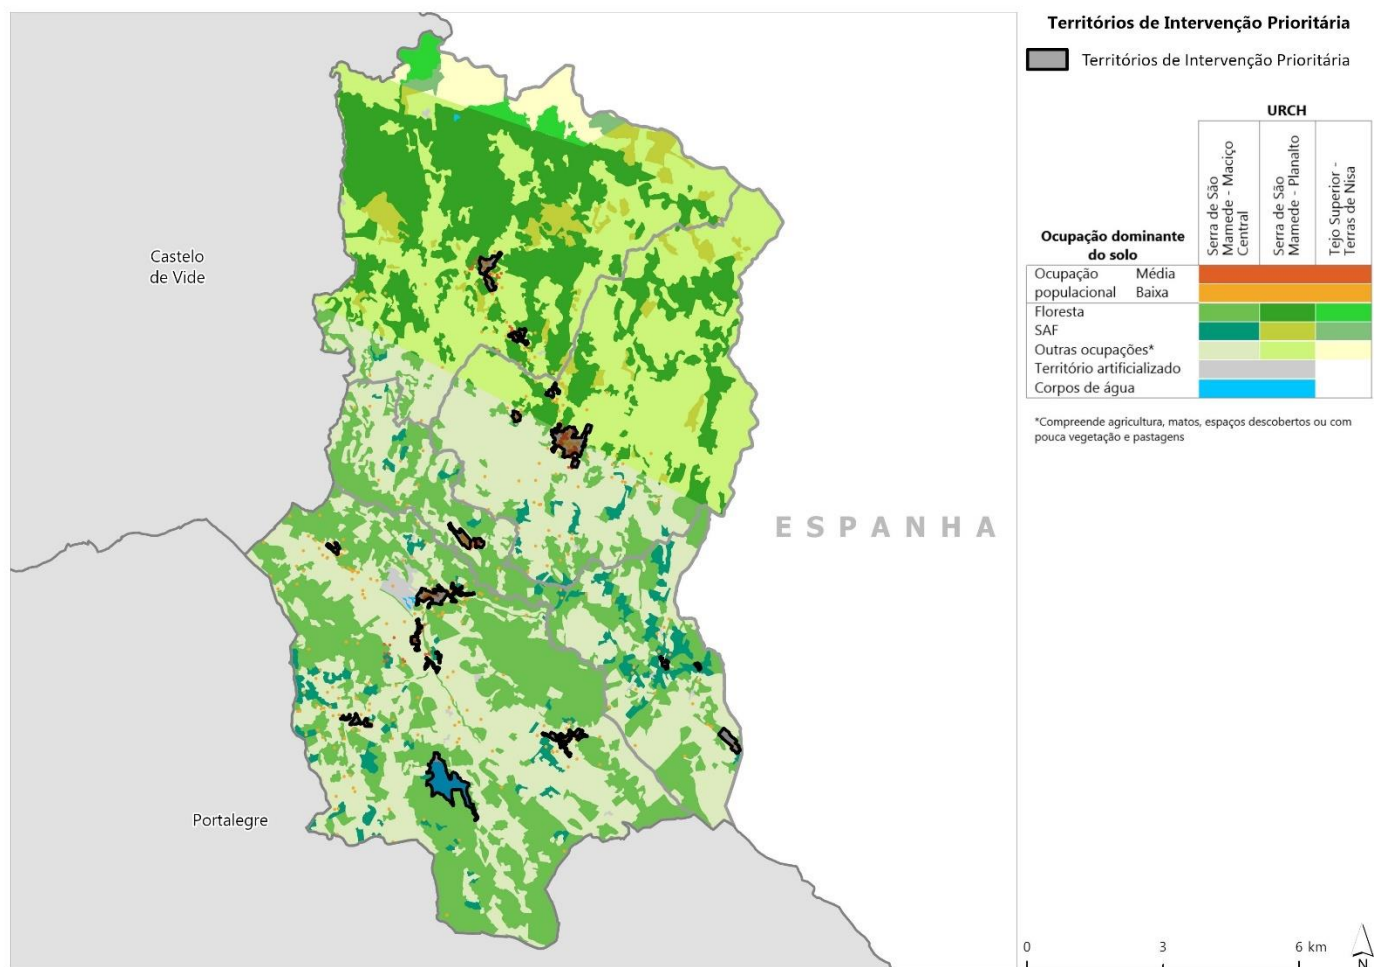 Territórios de Intervenção Prioritária
Territórios de Intervenção Prioritária
URCH
Serra de São
Mamede - Maciço
Central
Serra de São
Mamede - Planalto
Tejo Superior -
Terras de Nisa
Ocupação dominante
do solo
Ocupação Média
populacional Baixa
Floresta
SAF
Outras ocupações*
Território artificializado
Corpos de água
*Compreende agricultura, matos, espaços descobertos ou com
pouca vegetação e pastagens
Castelo
de Vide
ESPANHA
Portalegre
0 3 6 km
N